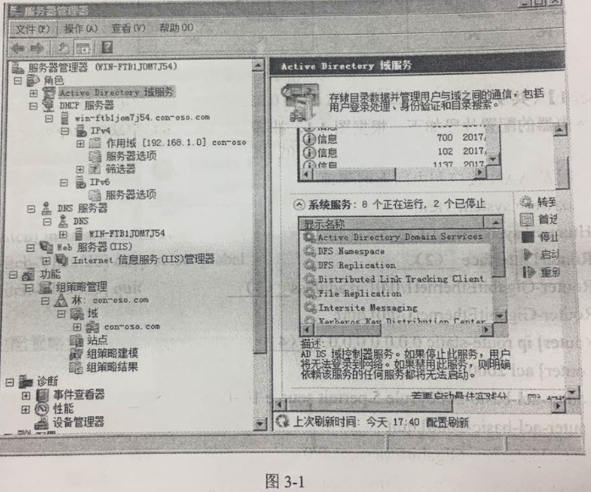 服务器管理器
文件(F) 操作(A) 查看(V) 帮助(H)
服务器管理器 (WIN-FTB1JOM7J54)
角色
Active Directory 域服务
DHCP 服务器
win-ftb1jom7j54.con-oso.com
IPv4
作用域 [192.168.1.0] con-oso
服务器选项
筛选器
IPv6
服务器选项
DNS 服务器
DNS
WIN-FTB1JOM7J54
Web 服务器(IIS)
Internet 信息服务(IIS)管理器
功能
组策略管理
林: con-oso.com
域
con-oso.com
站点
组策略建模
组策略结果
诊断
事件查看器
性能
设备管理器
Active Directory 域服务
存储目录数据并管理用户与域之间的通信，包括
用户登录处理、身份验证和目录搜索。
信息 700 2017/
信息 102 2017/
信息 1137 2017/
系统服务: 8 个正在运行, 2 个已停止
显示名称
Active Directory Domain Services
DFS Namespace
DFS Replication
Distributed Link Tracking Client
File Replication
Intersite Messaging
Kerberos Key Distribution Center
转到
首选
停止
启动
重新
描述:
AD DS 域控制器服务。如果停止此服务，用户
将无法登录到网络。如果禁用此服务，则明确
依赖该服务的任何服务都将无法启动。
上次刷新时间: 今天 17:40 配置刷新
图 3-1